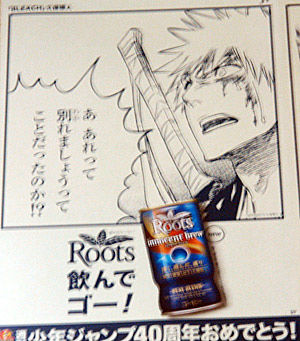 『BLEACH』久保帯人
あ あれって
別れましょうって
ことだったのか!?
Roots
飲んで
ゴー!
Roots
innocent brew
週刊少年ジャンプ40周年おめでとう!